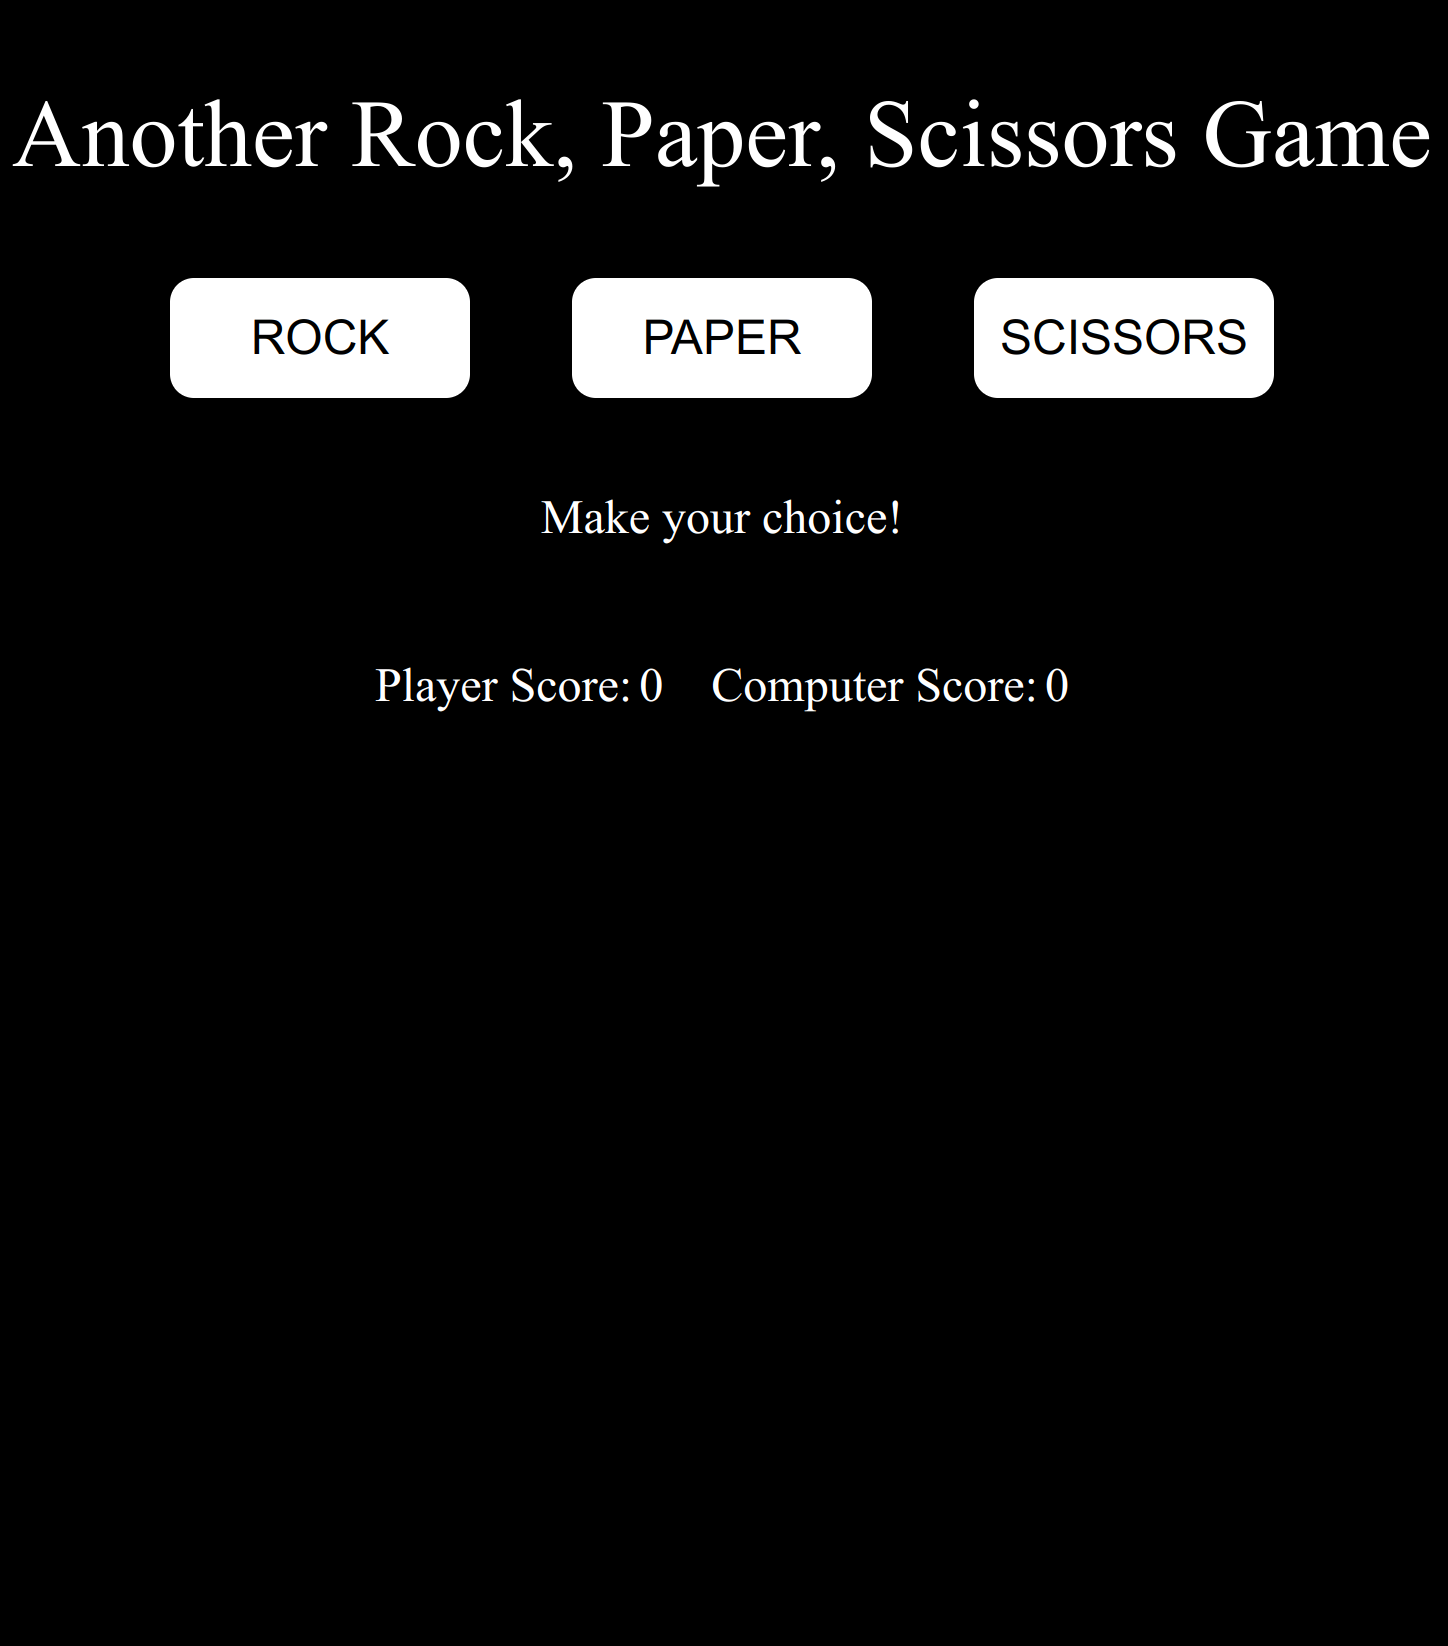 Another Rock, Paper, Scissors Game
ROCK PAPER SCISSORS
Make your choice!
Player Score: 0 Computer Score: 0